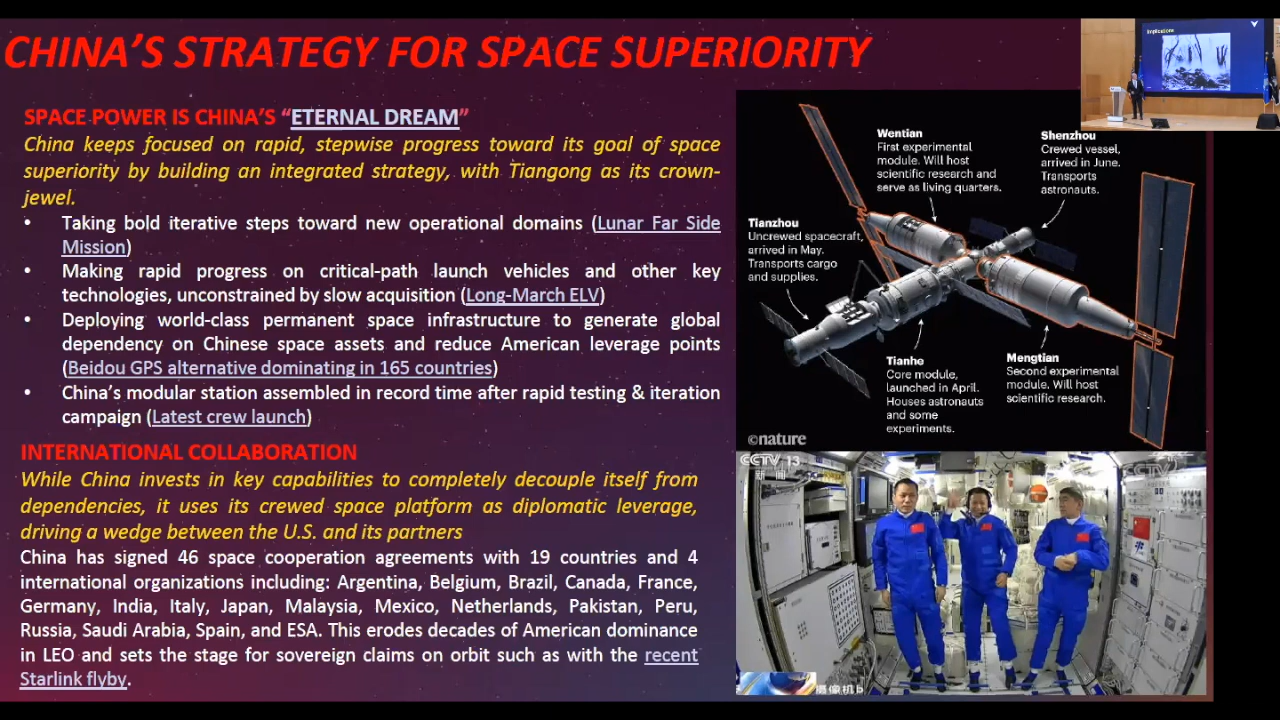 CHINA'S STRATEGY FOR SPACE SUPERIORITY
SPACE POWER IS CHINA'S "ETERNAL DREAM"
China keeps focused on rapid, stepwise progress toward its goal of space
superiority by building an integrated strategy, with Tiangong as its crown-
jewel.
• Taking bold iterative steps toward new operational domains (Lunar Far Side
Mission)
• Making rapid progress on critical-path launch vehicles and other key
technologies, unconstrained by slow acquisition (Long-March ELV)
• Deploying world-class permanent space infrastructure to generate global
dependency on Chinese space assets and reduce American leverage points
(Beidou GPS alternative dominating in 165 countries)
• China's modular station assembled in record time after rapid testing & iteration
campaign (Latest crew launch)
INTERNATIONAL COLLABORATION
While China invests in key capabilities to completely decouple itself from
dependencies, it uses its crewed space platform as diplomatic leverage,
driving a wedge between the U.S. and its partners
China has signed 46 space cooperation agreements with 19 countries and 4
international organizations including: Argentina, Belgium, Brazil, Canada, France,
Germany, India, Italy, Japan, Malaysia, Mexico, Netherlands, Pakistan, Peru,
Russia, Saudi Arabia, Spain, and ESA. This erodes decades of American dominance
in LEO and sets the stage for sovereign claims on orbit such as with the recent
Starlink flyby.
Implications
Wentian
First experimental
module. Will host
scientific research and
serve as living quarters.
Shenzhou
Crewed vessel,
arrived in June.
Transports
astronauts.
Tianzhou
Uncrewed spacecraft,
arrived in May.
Transports cargo
and supplies.
Tianhe
Core module,
launched in April.
Houses astronauts
and some
experiments.
Mengtian
Second experimental
module. Will host
scientific research.
©nature
CCTV 13
新闻
CCTV
摄像机b